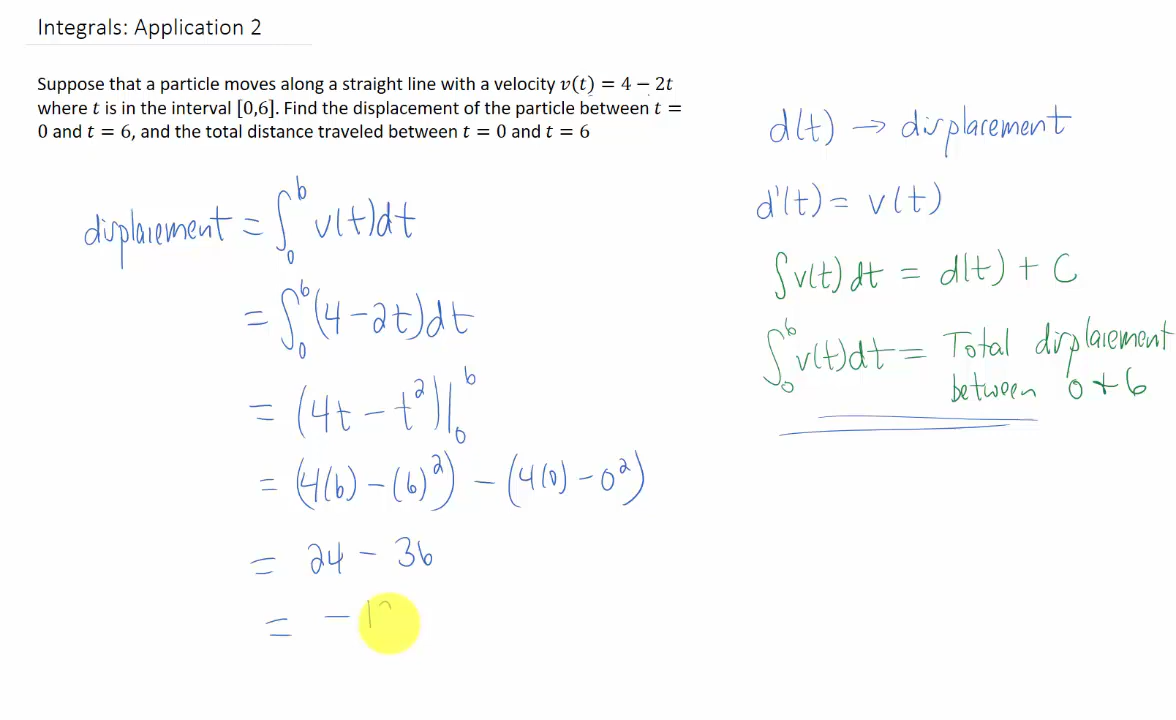 Integrals: Application 2
Suppose that a particle moves along a straight line with a velocity v(t) = 4 − 2t
where t is in the interval [0,6]. Find the displacement of the particle between t =
0 and t = 6, and the total distance traveled between t = 0 and t = 6
d(t) → displacement
d'(t) = v(t)
∫v(t) dt = d(t) + C
∫₀⁶ v(t)dt = Total displacement
between 0 + 6
displacement = ∫₀⁶ v(t)dt
= ∫₀⁶ (4 − 2t)dt
= (4t − t²)|₀⁶
= (4(6) − (6)²) − (4(0) − 0²)
= 24 − 36
= − 1